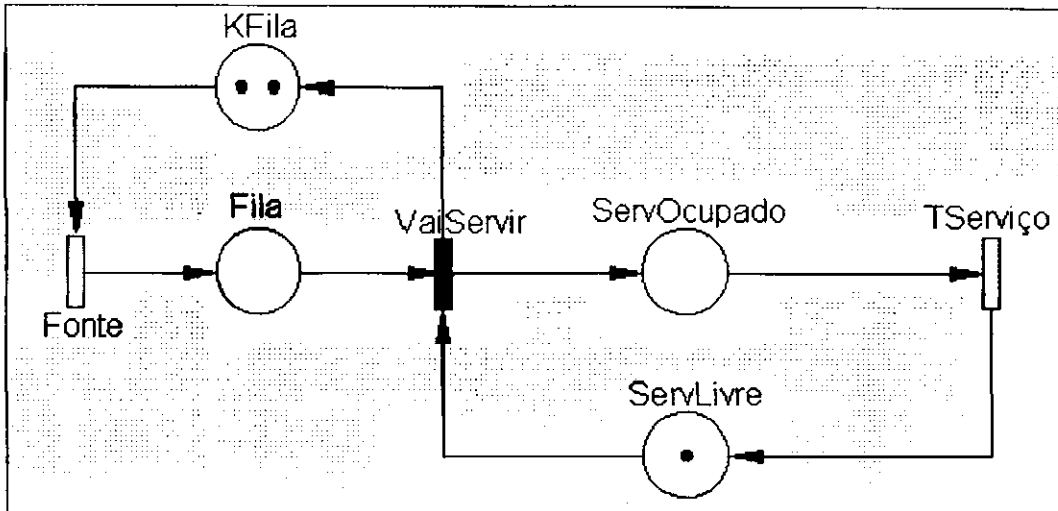 KFila
Fila
VaiServir
ServOcupado
TServiço
Fonte
ServLivre